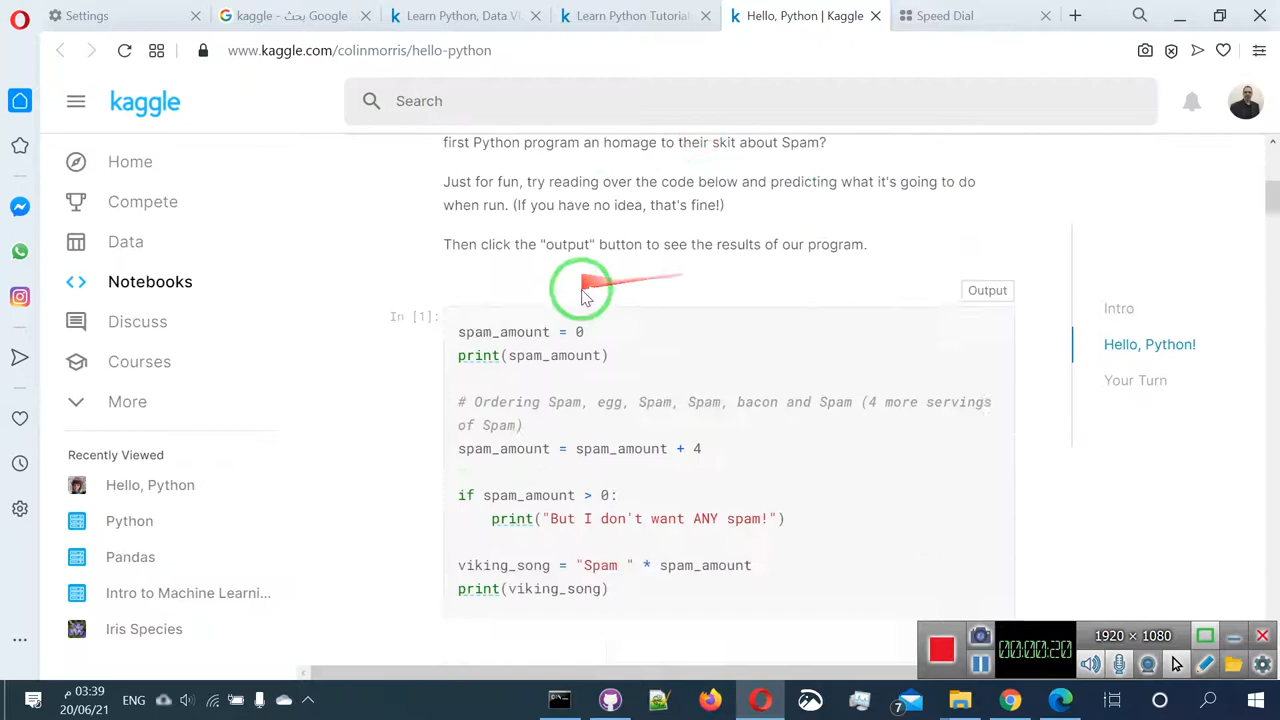 Settings
kaggle - بحث Google
Learn Python, Data Vi
Learn Python Tutorial
Hello, Python | Kaggle
Speed Dial
www.kaggle.com/colinmorris/hello-python
kaggle
Search
Home
Compete
Data
Notebooks
Discuss
Courses
More
Recently Viewed
Hello, Python
Python
Pandas
Intro to Machine Learni...
Iris Species
first Python program an homage to their skit about Spam?
Just for fun, try reading over the code below and predicting what it's going to do
when run. (If you have no idea, that's fine!)
Then click the "output" button to see the results of our program.
Output
In [1]:
spam_amount = 0
print(spam_amount)
# Ordering Spam, egg, Spam, Spam, bacon and Spam (4 more servings
of Spam)
spam_amount = spam_amount + 4
if spam_amount > 0:
print("But I don't want ANY spam!")
viking_song = "Spam " * spam_amount
print(viking_song)
Intro
Hello, Python!
Your Turn
00:00:20
1920 × 1080
03:39 م
20/06/21
ENG
7